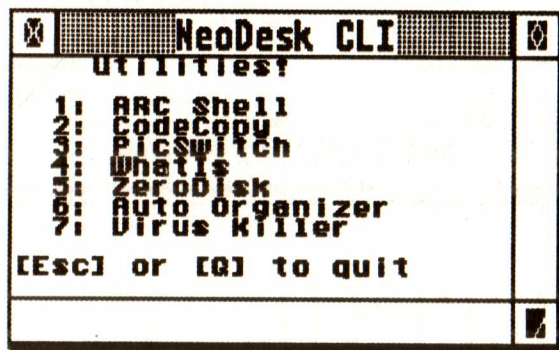 NeoDesk CLI
Utilities!
1: ARC Shell
2: CodeCopy
3: PicSwitch
4: WhatIs
5: ZeroDisk
6: Auto Organizer
7: Virus Killer
[Esc] or [Q] to quit